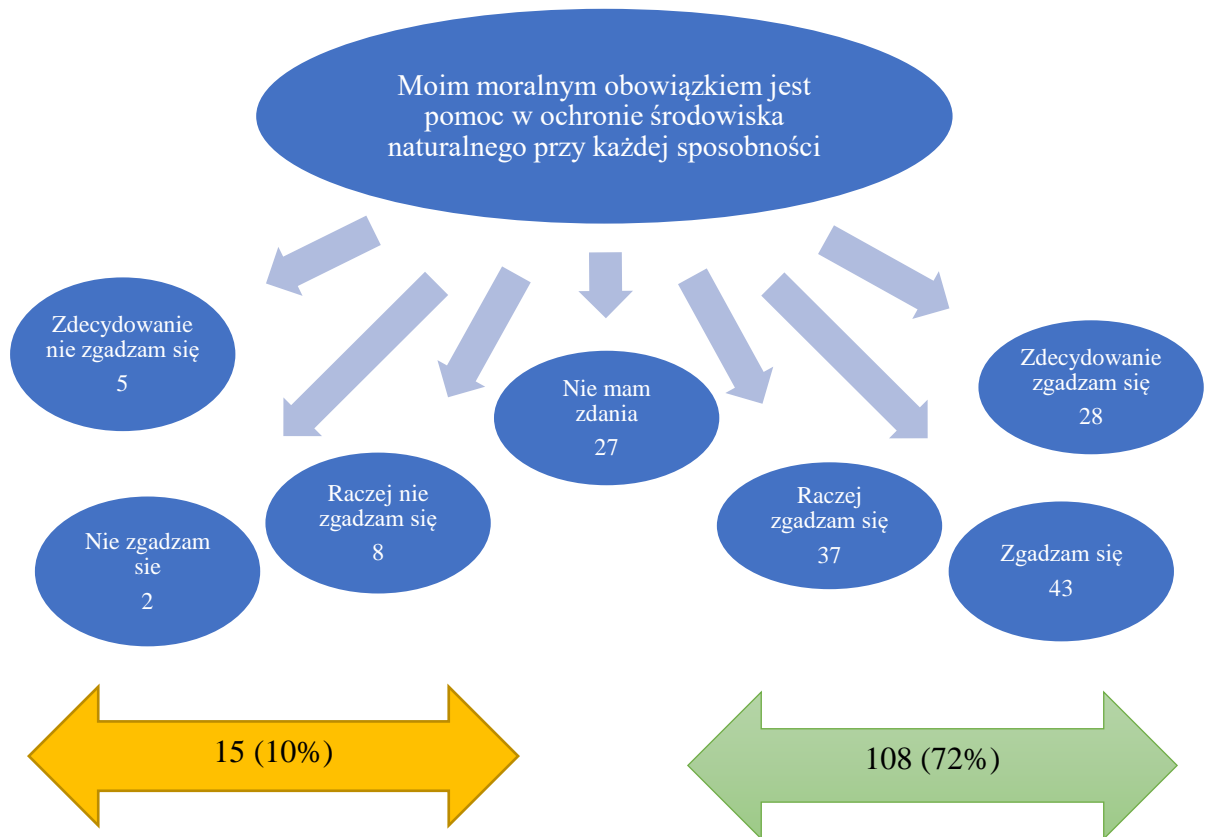 Moim moralnym obowiązkiem jest
pomoc w ochronie środowiska
naturalnego przy każdej sposobności
Zdecydowanie
nie zgadzam się
5
Nie zgadzam
sie
2
Raczej nie
zgadzam się
8
Nie mam
zdania
27
Raczej
zgadzam się
37
Zgadzam się
43
Zdecydowanie
zgadzam się
28
15 (10%)
108 (72%)